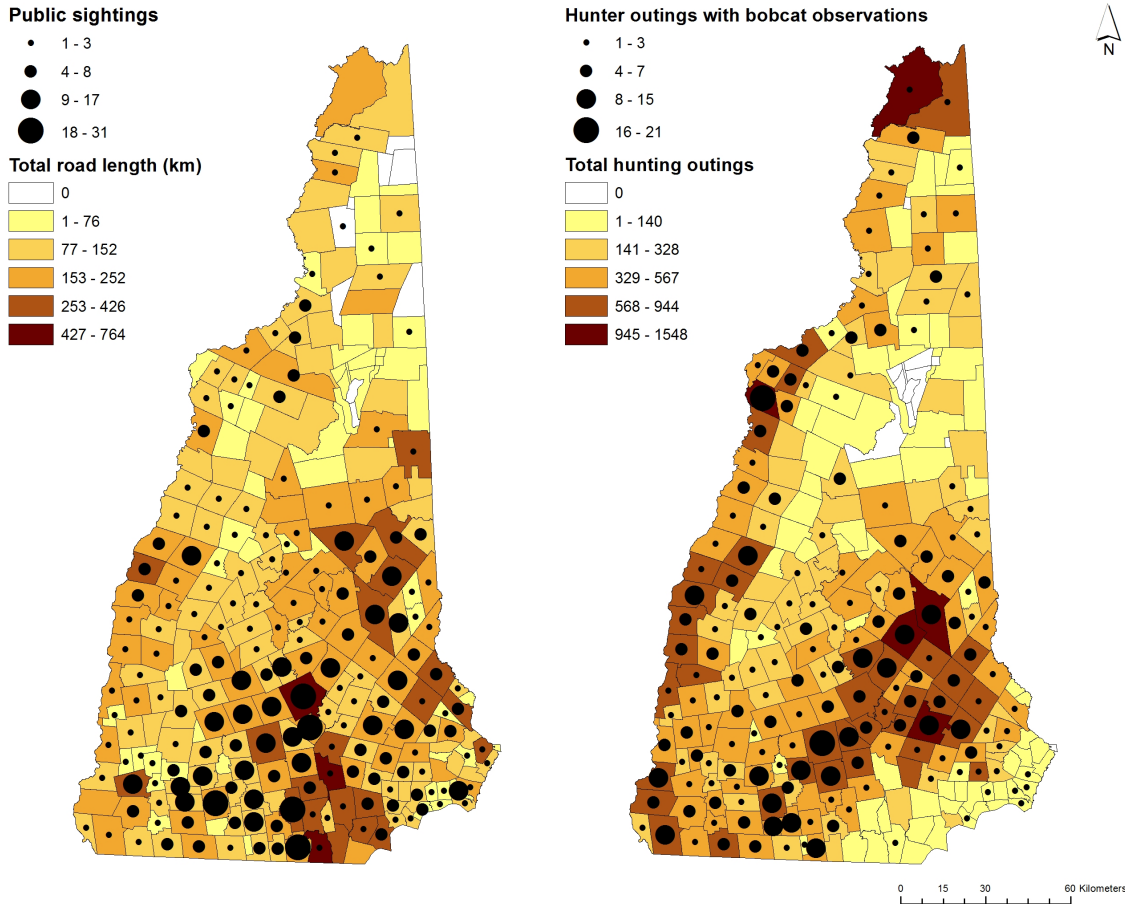 Public sightings
1 - 3
4 - 8
9 - 17
18 - 31
Total road length (km)
0
1 - 76
77 - 152
153 - 252
253 - 426
427 - 764
Hunter outings with bobcat observations
1 - 3
4 - 7
8 - 15
16 - 21
Total hunting outings
0
1 - 140
141 - 328
329 - 567
568 - 944
945 - 1548
N
0 15 30 60 Kilometers